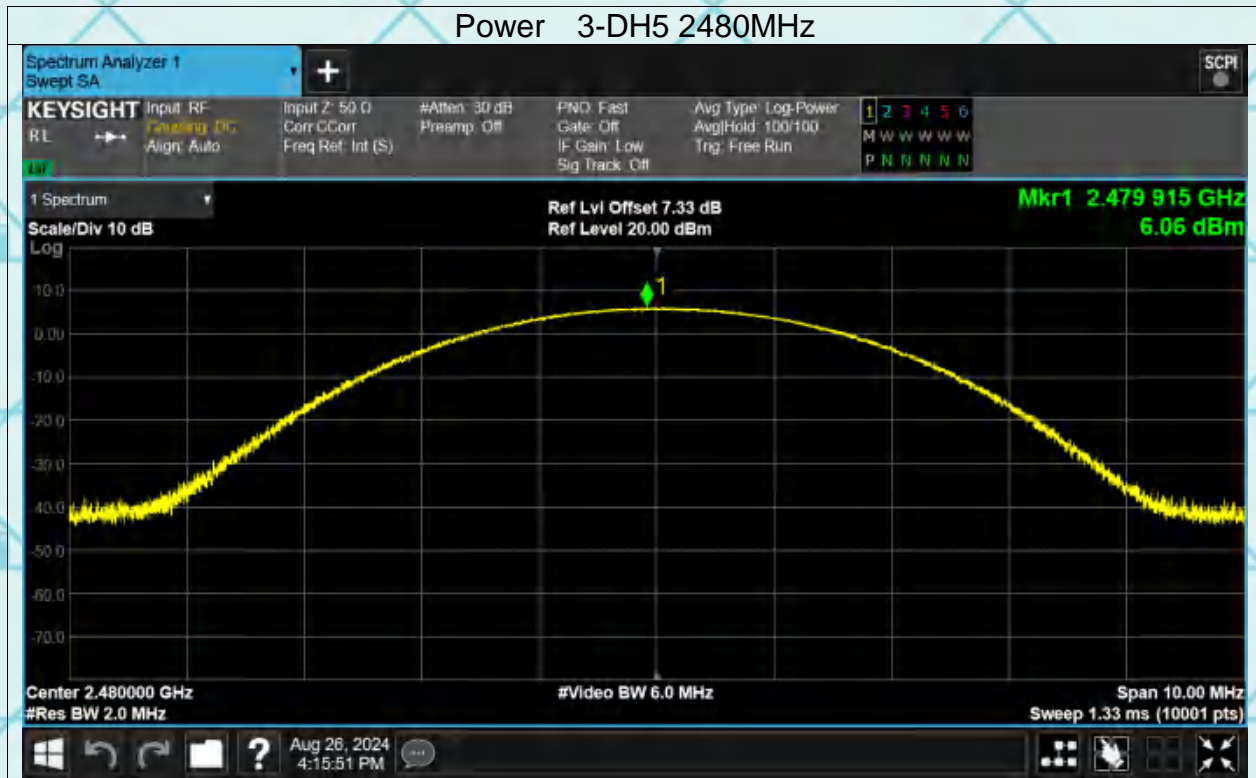 Power 3-DH5 2480MHz
Spectrum Analyzer 1
Swept SA
+
SCPI
KEYSIGHT
RL
Input: RF
Coupling: DC
Align: Auto
Input Z: 50 Ω
Corr CCorr
Freq Ref: Int (S)
#Atten: 30 dB
Preamp: Off
PNO: Fast
Gate: Off
IF Gain: Low
Sig Track: Off
Avg Type: Log-Power
Avg|Hold: 100/100
Trig: Free Run
1 2 3 4 5 6
M W W W W W
P N N N N N
1 Spectrum
Scale/Div 10 dB
Ref Lvl Offset 7.33 dB
Ref Level 20.00 dBm
Mkr1 2.479 915 GHz
6.06 dBm
Log
10.0
0.00
-10.0
-20.0
-30.0
-40.0
-50.0
-60.0
-70.0
1
Center 2.480000 GHz
#Res BW 2.0 MHz
#Video BW 6.0 MHz
Span 10.00 MHz
Sweep 1.33 ms (10001 pts)
?
Aug 26, 2024
4:15:51 PM